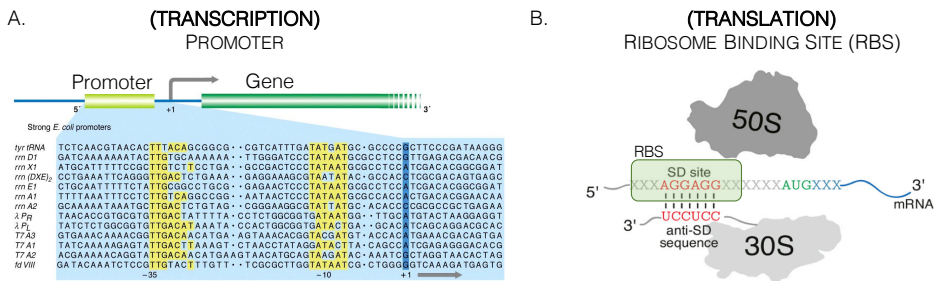 A.
(TRANSCRIPTION)
PROMOTER
Promoter
Gene
5´
+1
3´
Strong E. coli promoters
tyr tRNA TCTCAACGTAACACTTTACAGCGGCG··CGTCATTTGATATGATGC·GCCCCGCTTCCCGATAAGGG
rrn D1 GATCAAAAAAATACTTGTGCAAAAAA··TTGGGATCCCTATAATGCGCCTCCGTTGAGACGACAACG
rrn X1 ATGCATTTTTCCGCTTGTCTTCCTGA··GCCGACTCCCTATAATGCGCCTCCATCGACACGGCGGAT
rrn (DXE)2 CCTGAAATTCAGGGTTGACTCTGAAA··GAGGAAAGCGTAATATAC·GCCACCTCGCGACAGTGAGC
rrn E1 CTGCAATTTTTCTATTGCGGCCTGCG··GAGAACTCCCTATAATGCGCCTCCATCGACACGGCGGAT
rrn A1 TTTTAAATTTCCTCTTGTCAGGCCGG··AATAACTCCCTATAATGCGCCACCACTGACACGGAACAA
rrn A2 GCAAAAATAAATGCTTGACTCTGTAG··CGGGAAGGCGTATTATGC·ACACCCCGCGCCGCTGAGAA
λ PR TAACACCGTGCGTGTTGACTATTTTA·CCTCTGGCGGTGATAATGG··TTGCATGTACTAAGGAGGT
λ PL TATCTCTGGCGGTGTTGACATAAATA·CCACTGGCGGTGATACTGA··GCACATCAGCAGGACGCAC
T7 A3 GTGAAACAAAACGGTTGACAACATGA·AGTAAACACGGTACGATGT·ACCACATGAAACGACAGTGA
T7 A1 TATCAAAAAGAGTATTGACTTAAAGT·CTAACCTATAGGATACTTA·CAGCCATCGAGAGGGACACG
T7 A2 ACGAAAAACAGGTATTGACAACATGAAGTAACATGCAGTAAGATAC·AAATCGCTAGGTAACACTAG
fd VIII GATACAAATCTCCGTTGTACTTTGTT··TCGCGCTTGGTATAATCG·CTGGGGGTCAAAGATGAGTG
−35
−10
+1
B.
(TRANSLATION)
RIBOSOME BINDING SITE (RBS)
50S
RBS
SD site
5' XXXAGGAGGXXXXXXXAUGXXX 3'
mRNA
3' UCCUCC
anti-SD
sequence
30S